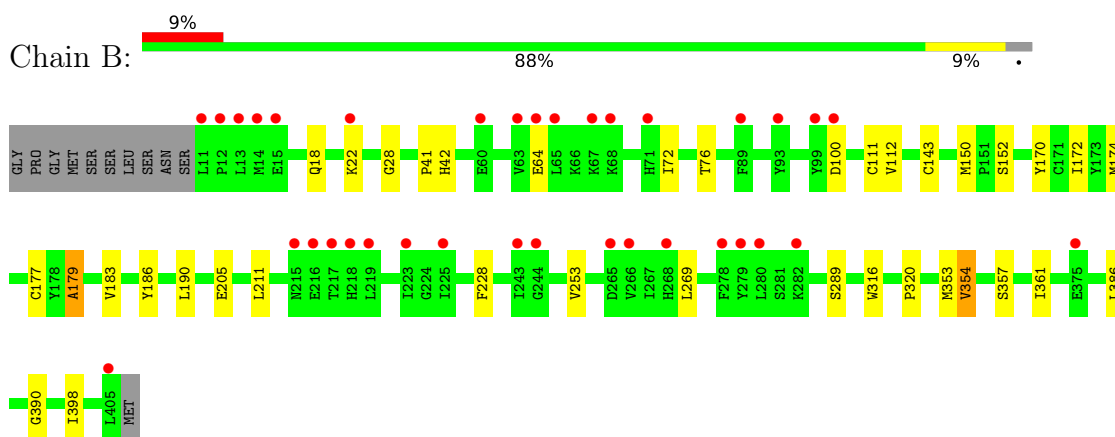 9%
Chain B:
88% 9% •
GLY PRO GLY MET SER SER LEU SER ASN SER L11 P12 L13 M14 E15 Q18 K22 G28 P41 H42 E60 V63 E64 L65 K66 K67 K68 H71 I72 T76 F89 Y93 Y99 D100 C111 V112 C143 M150 P151 S152 Y170 C171 I172 Y173 M174
C177 Y178 A179 V183 Y186 L190 E205 L211 N215 E216 T217 H218 L219 I223 G224 I225 F228 I243 G244 V253 D265 V266 I267 H268 L269 F278 Y279 L280 S281 K282 S289 W316 P320 M353 V354 S357 I361 E375
G390 I398 L405 MET